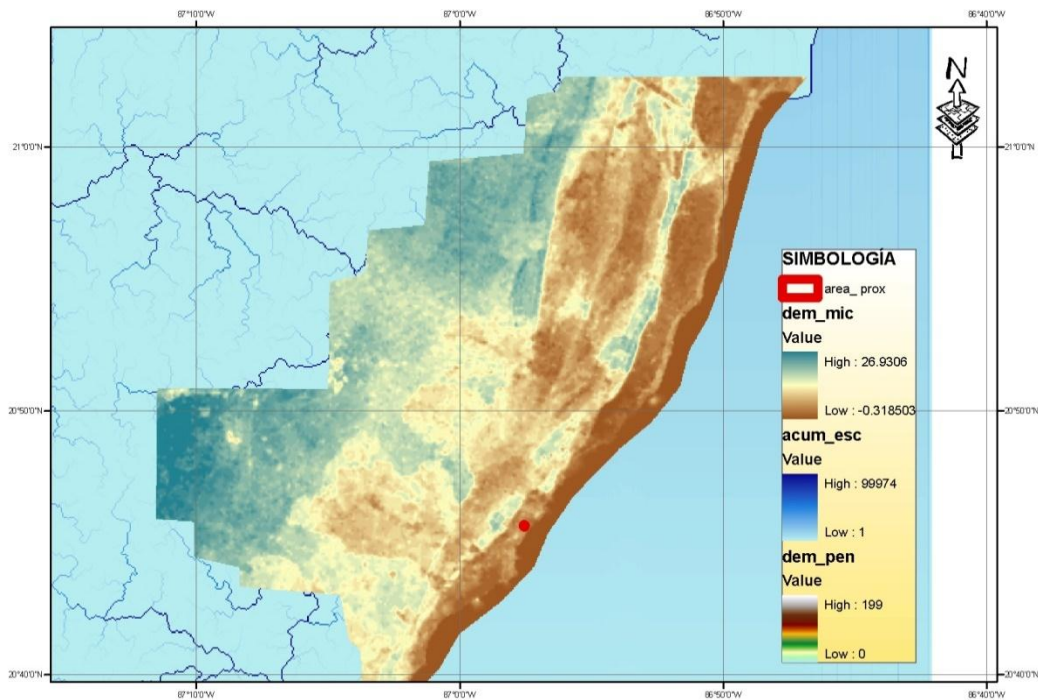 87°10'0"W 87°0'0"W 86°50'0"W 86°40'0"W
N
21°0'0"N 21°0'0"N
SIMBOLOGÍA
area_ prox
dem_mic
Value
High : 26.9306
Low : -0.318503
20°50'0"N 20°50'0"N
acum_esc
Value
High : 99974
Low : 1
dem_pen
Value
High : 199
Low : 0
20°40'0"N 20°40'0"N
87°10'0"W 87°0'0"W 86°50'0"W 86°40'0"W